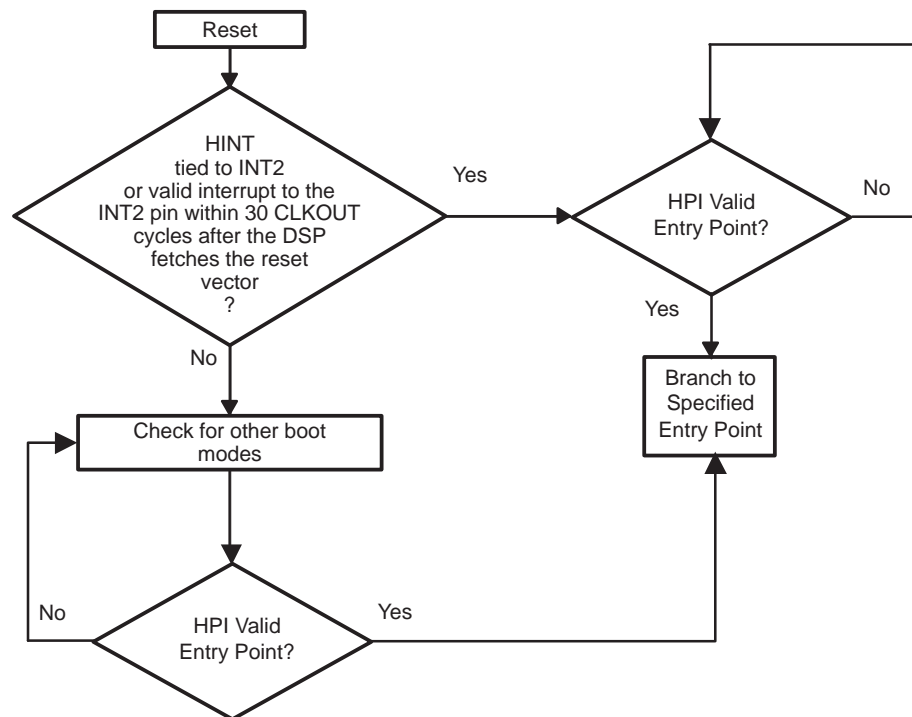 Reset
HINT
tied to INT2
or valid interrupt to the
INT2 pin within 30 CLKOUT
cycles after the DSP
fetches the reset
vector
?
Yes
HPI Valid
Entry Point?
No
Yes
No
Branch to
Specified
Entry Point
Check for other boot
modes
No
HPI Valid
Entry Point?
Yes